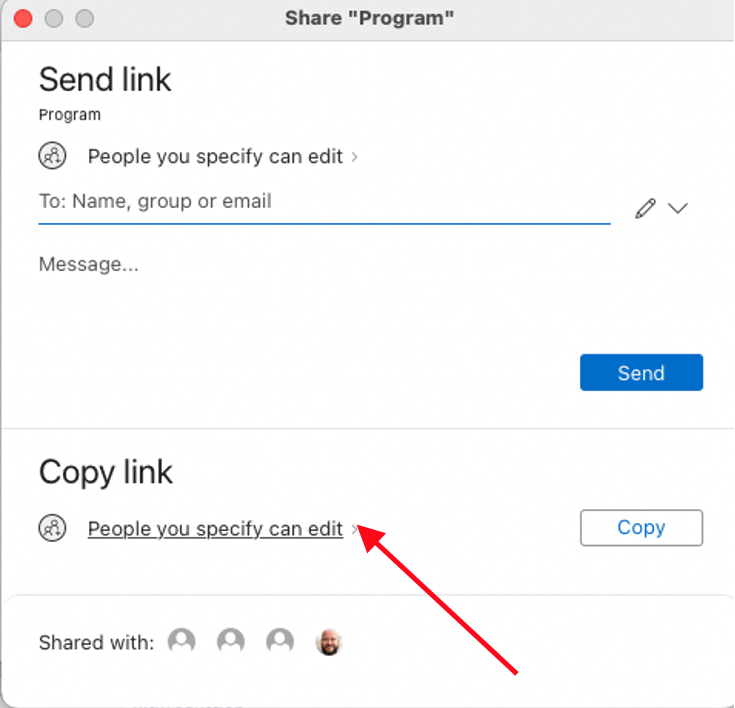 Share "Program"
Send link
Program
People you specify can edit
To: Name, group or email
Message...
Send
Copy link
People you specify can edit
Copy
Shared with: